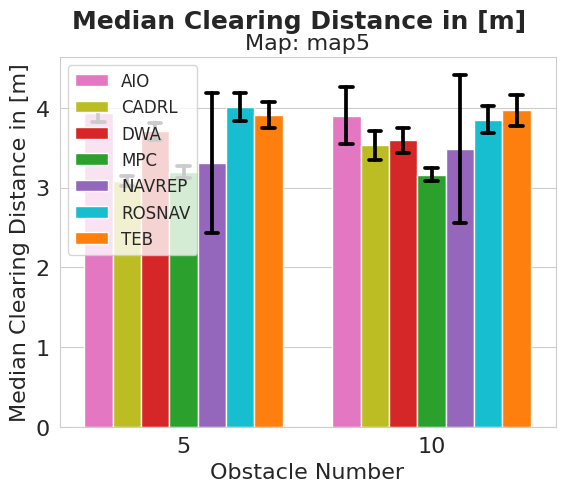 Median Clearing Distance in [m]
Map: map5
Median Clearing Distance in [m]
4
3
2
1
0
AIO
CADRL
DWA
MPC
NAVREP
ROSNAV
TEB
5
10
Obstacle Number